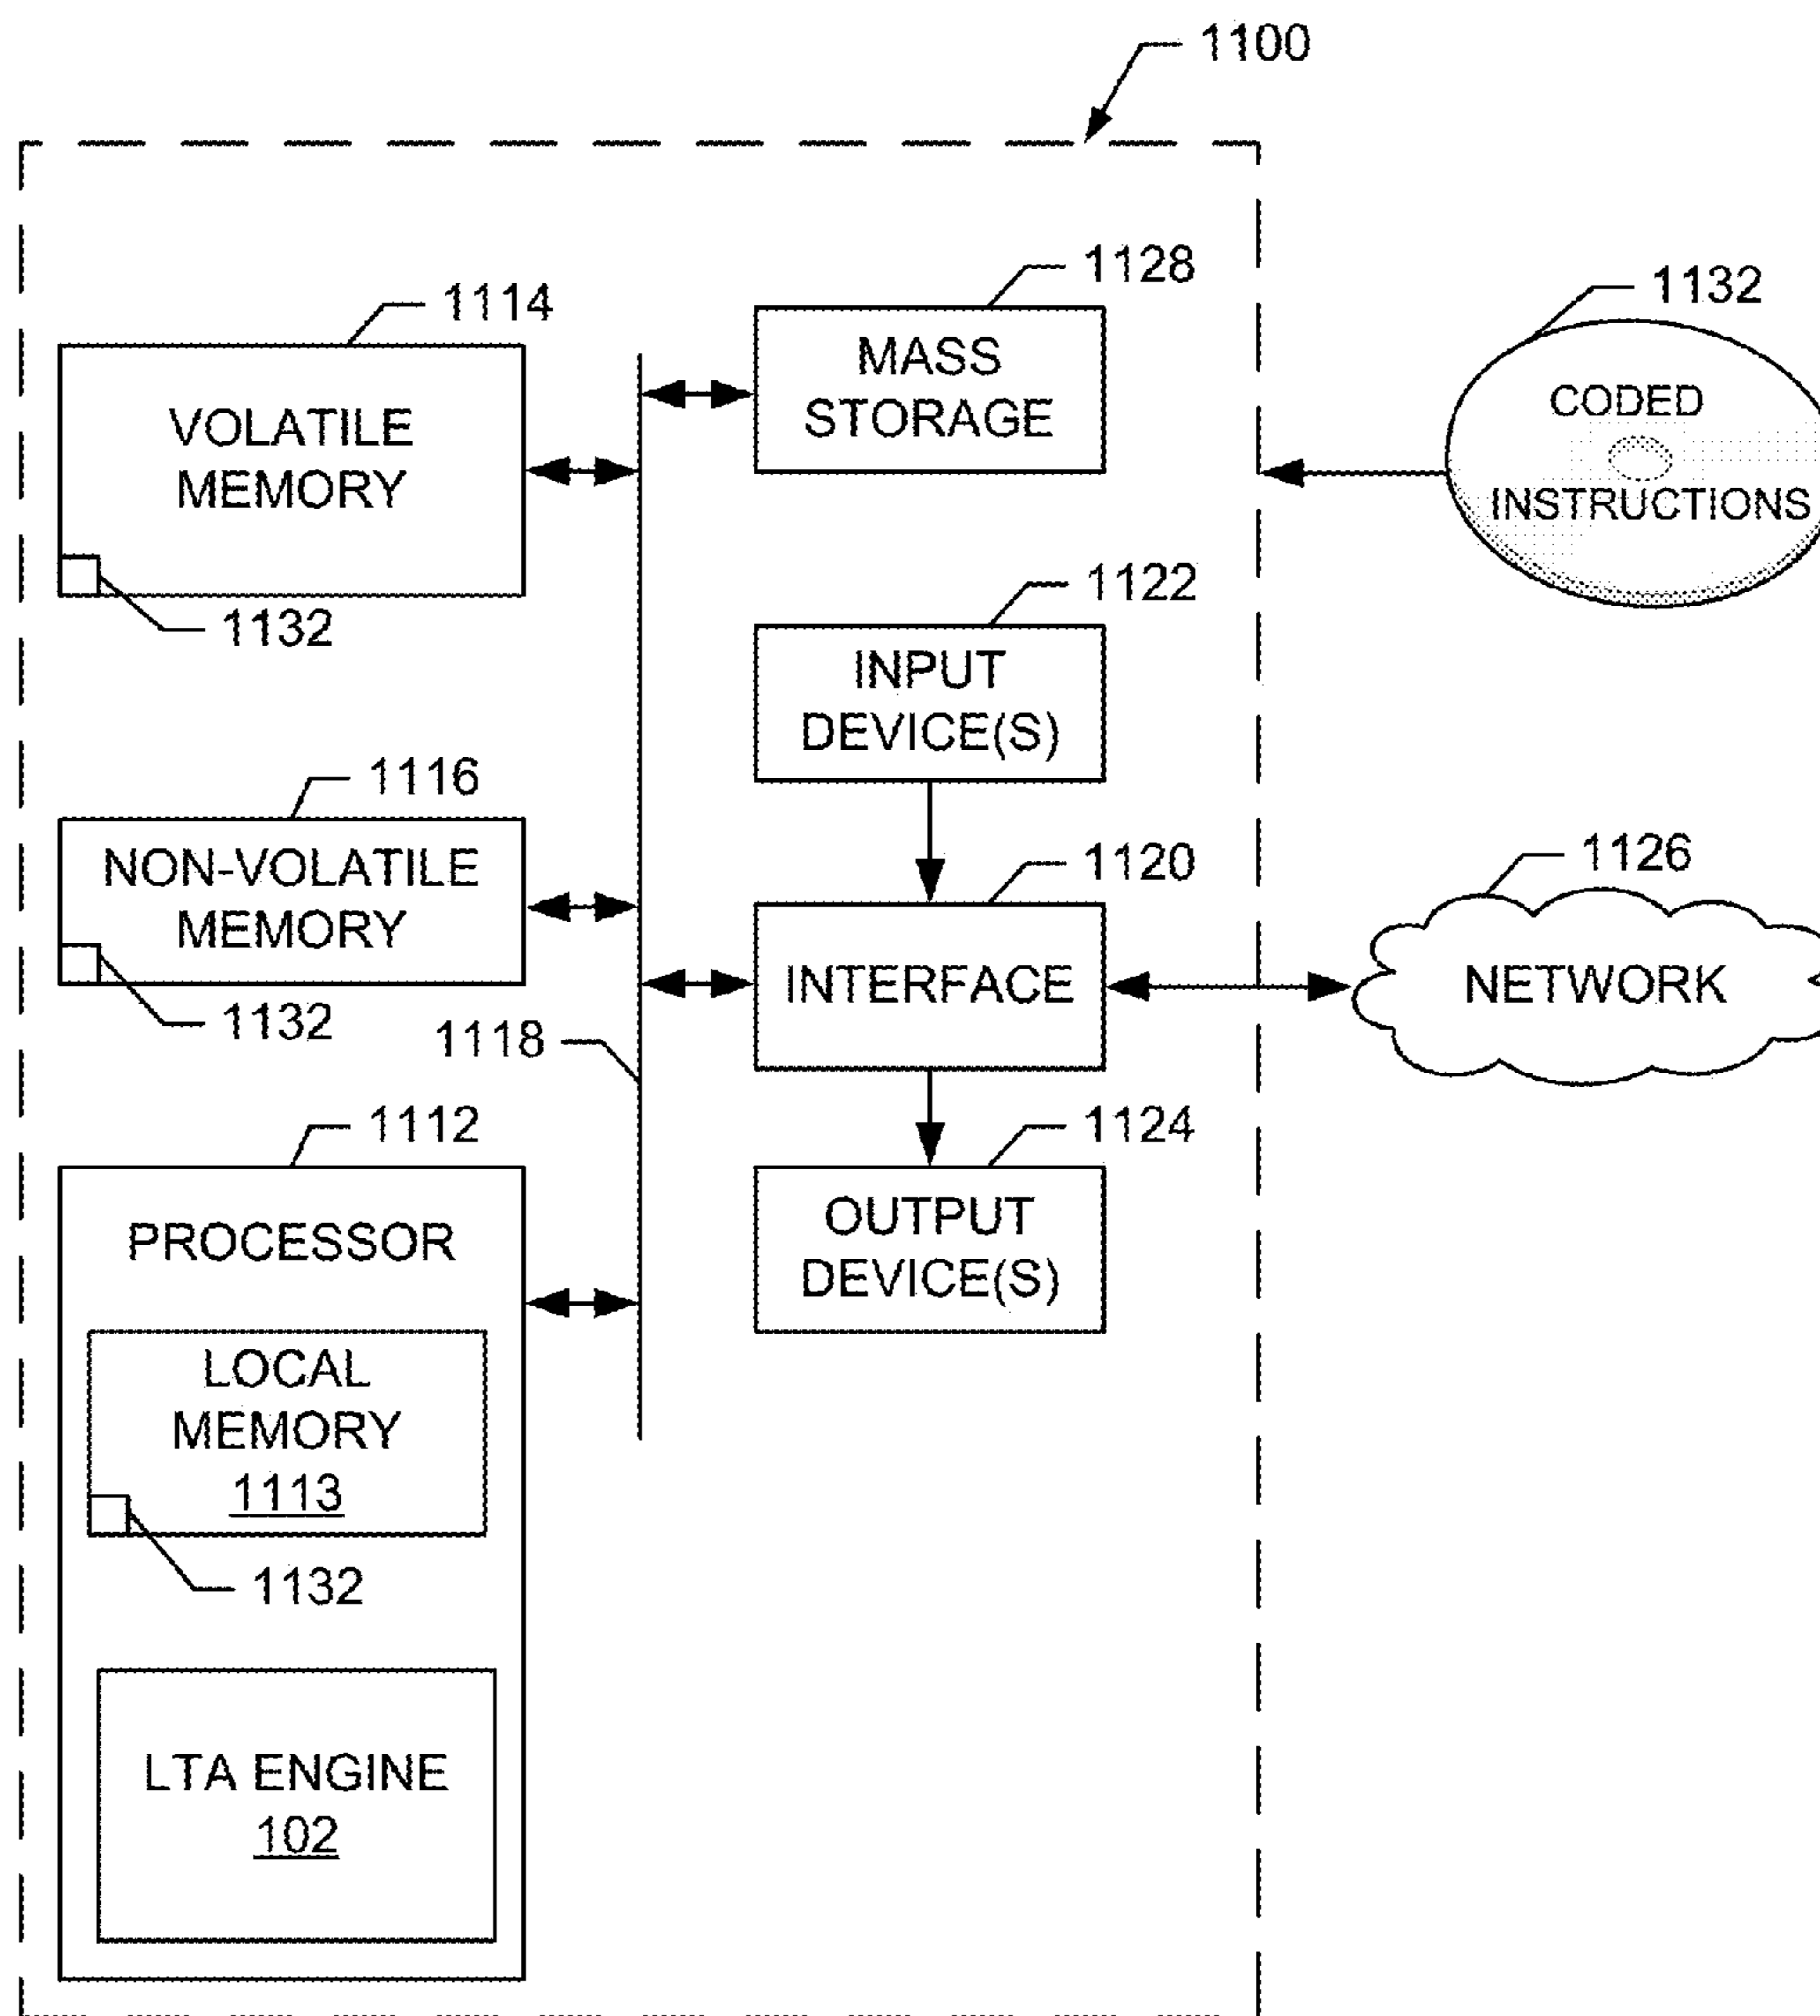 1100
1128
MASS
STORAGE
1132
CODED
INSTRUCTIONS
1114
VOLATILE
MEMORY
1132
1122
INPUT
DEVICE(S)
1116
NON-VOLATILE
MEMORY
1132
1120
INTERFACE
1126
NETWORK
1118
1112
PROCESSOR
LOCAL
MEMORY
1113
1132
LTA ENGINE
102
1124
OUTPUT
DEVICE(S)